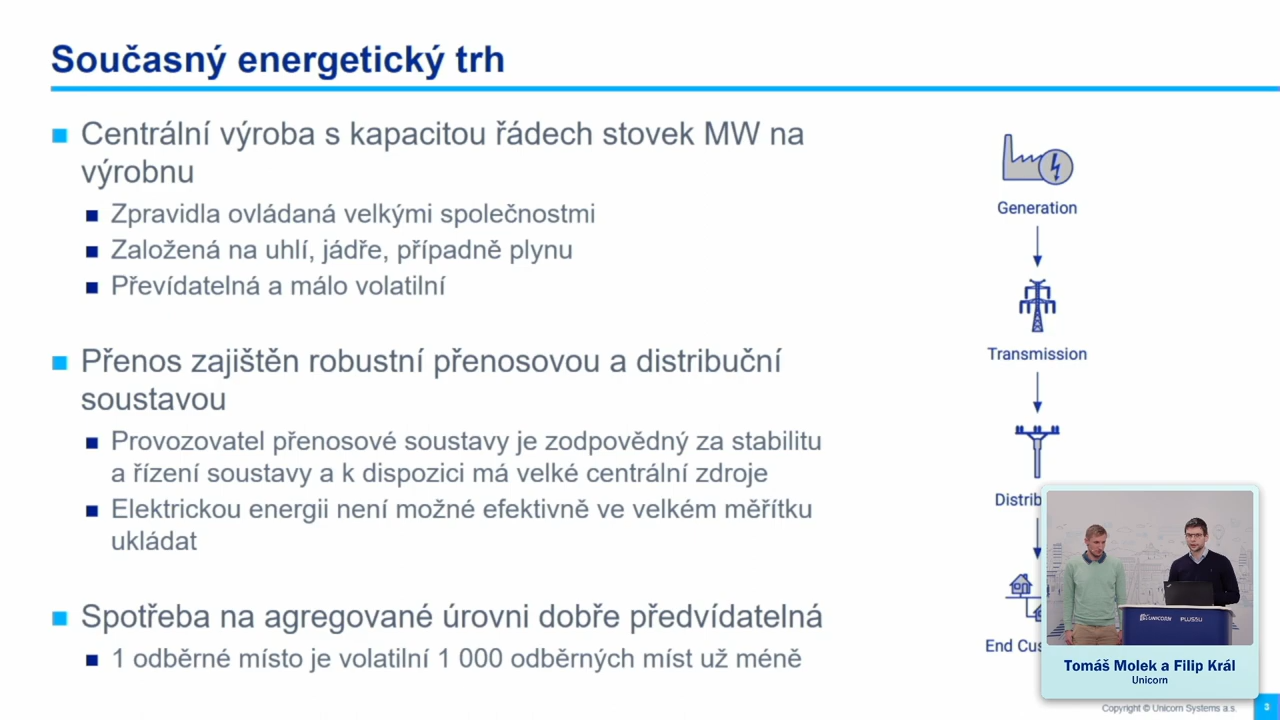 Současný energetický trh
Centrální výroba s kapacitou řádech stovek MW na
výrobnu
Zpravidla ovládaná velkými společnostmi
Založená na uhlí, jádře, případně plynu
Převídatelná a málo volatilní
Přenos zajištěn robustní přenosovou a distribuční
soustavou
Provozovatel přenosové soustavy je zodpovědný za stabilitu
a řízení soustavy a k dispozici má velké centrální zdroje
Elektrickou energii není možné efektivně ve velkém měřítku
ukládat
Spotřeba na agregované úrovni dobře předvídatelná
1 odběrné místo je volatilní 1 000 odběrných míst už méně
Generation
Transmission
Distrib
End Cus
UNICORN PLUS5U
Tomáš Molek a Filip Král
Unicorn
Copyright © Unicorn Systems a.s.
3